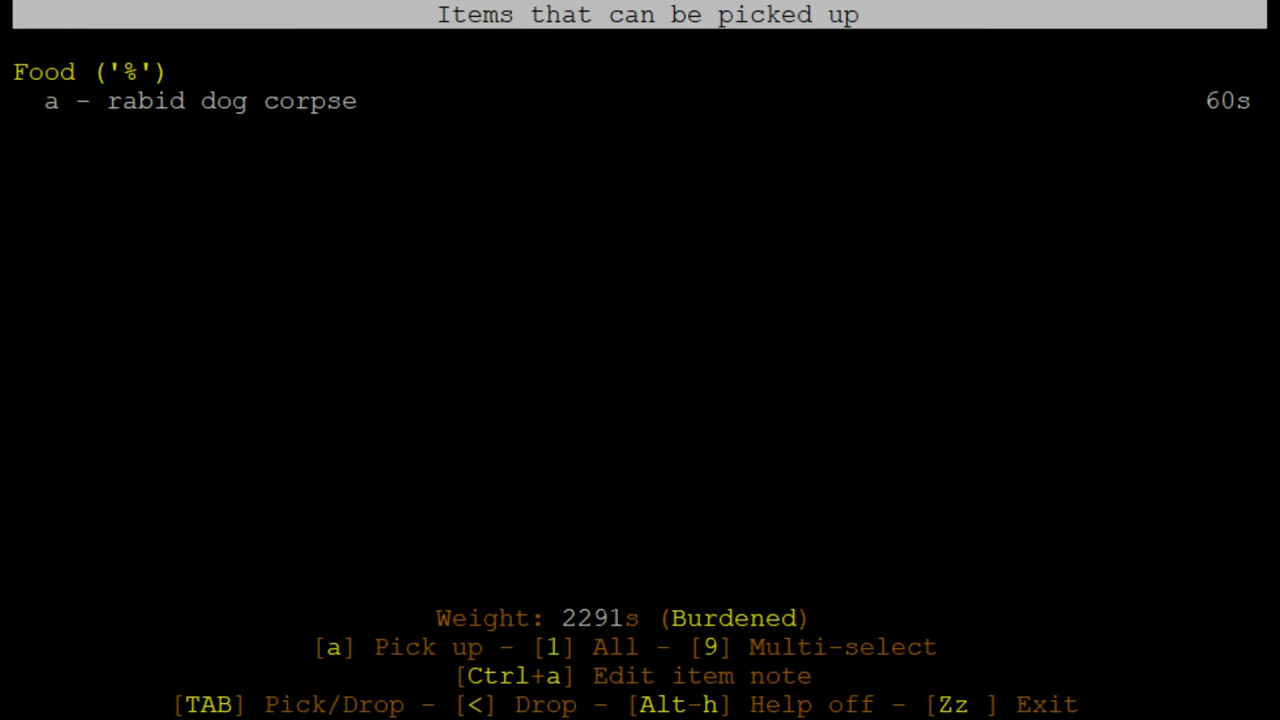 Items that can be picked up
Food ('%')
a - rabid dog corpse 60s
Weight: 2291s (Burdened)
[a] Pick up - [1] All - [9] Multi-select
[Ctrl+a] Edit item note
[TAB] Pick/Drop - [<] Drop - [Alt-h] Help off - [Zz ] Exit